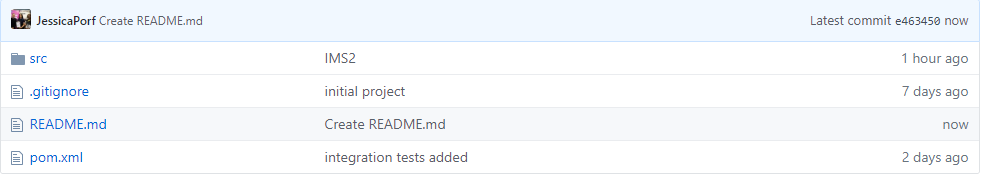 JessicaPorf Create README.md Latest commit e463450 now
src IMS2 1 hour ago
.gitignore initial project 7 days ago
README.md Create README.md now
pom.xml integration tests added 2 days ago